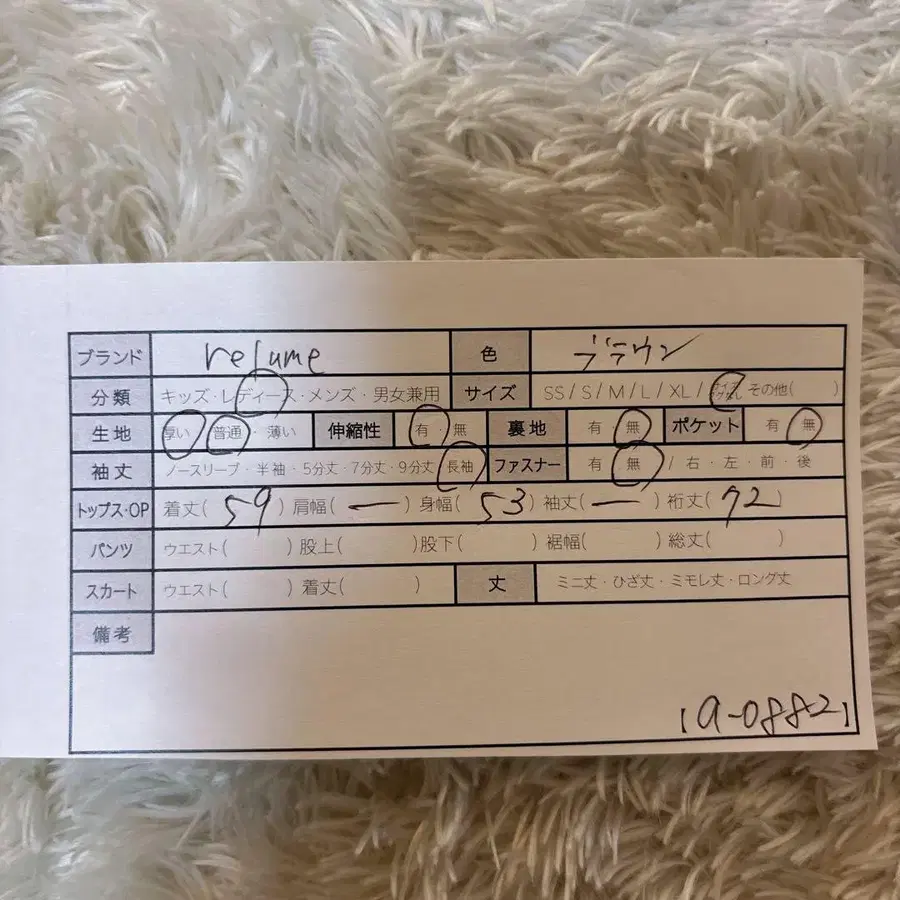 ブランド relume 色 ブラウン
分類 キッズ・レディース・メンズ・男女兼用 サイズ SS / S / M / L / XL / その他( )
生地 厚い・普通・薄い 伸縮性 有・無 裏地 有・無 ポケット 有・無
袖丈 ノースリーブ・半袖・5分丈・7分丈・9分丈・長袖 ファスナー 有・無 / 右・左・前・後
トップス・OP 着丈( 59 ) 肩幅( ー ) 身幅( 53 ) 袖丈( ー ) 裄丈( 72 )
パンツ ウエスト( ) 股上( ) 股下( ) 裾幅( ) 総丈( )
スカート ウエスト( ) 着丈( ) 丈 ミニ丈・ひざ丈・ミモレ丈・ロング丈
備考
【a-0882】